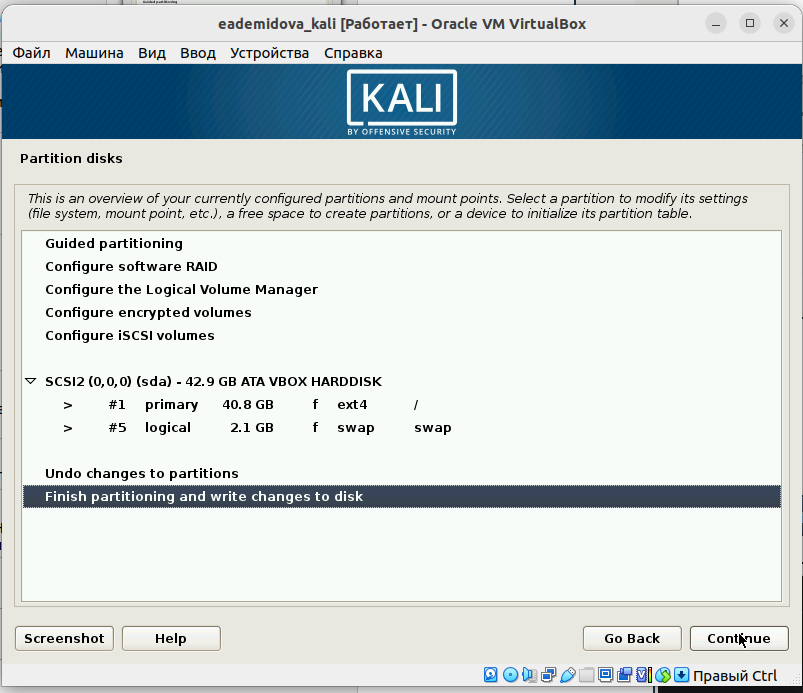 eademidova_kali [Работает] - Oracle VM VirtualBox
Файл Машина Вид Ввод Устройства Справка
KALI
BY OFFENSIVE SECURITY
Partition disks
This is an overview of your currently configured partitions and mount points. Select a partition to modify its settings
(file system, mount point, etc.), a free space to create partitions, or a device to initialize its partition table.
Guided partitioning
Configure software RAID
Configure the Logical Volume Manager
Configure encrypted volumes
Configure iSCSI volumes
SCSI2 (0,0,0) (sda) - 42.9 GB ATA VBOX HARDDISK
> #1 primary 40.8 GB f ext4 /
> #5 logical 2.1 GB f swap swap
Undo changes to partitions
Finish partitioning and write changes to disk
Screenshot Help Go Back Continue
Правый Ctrl